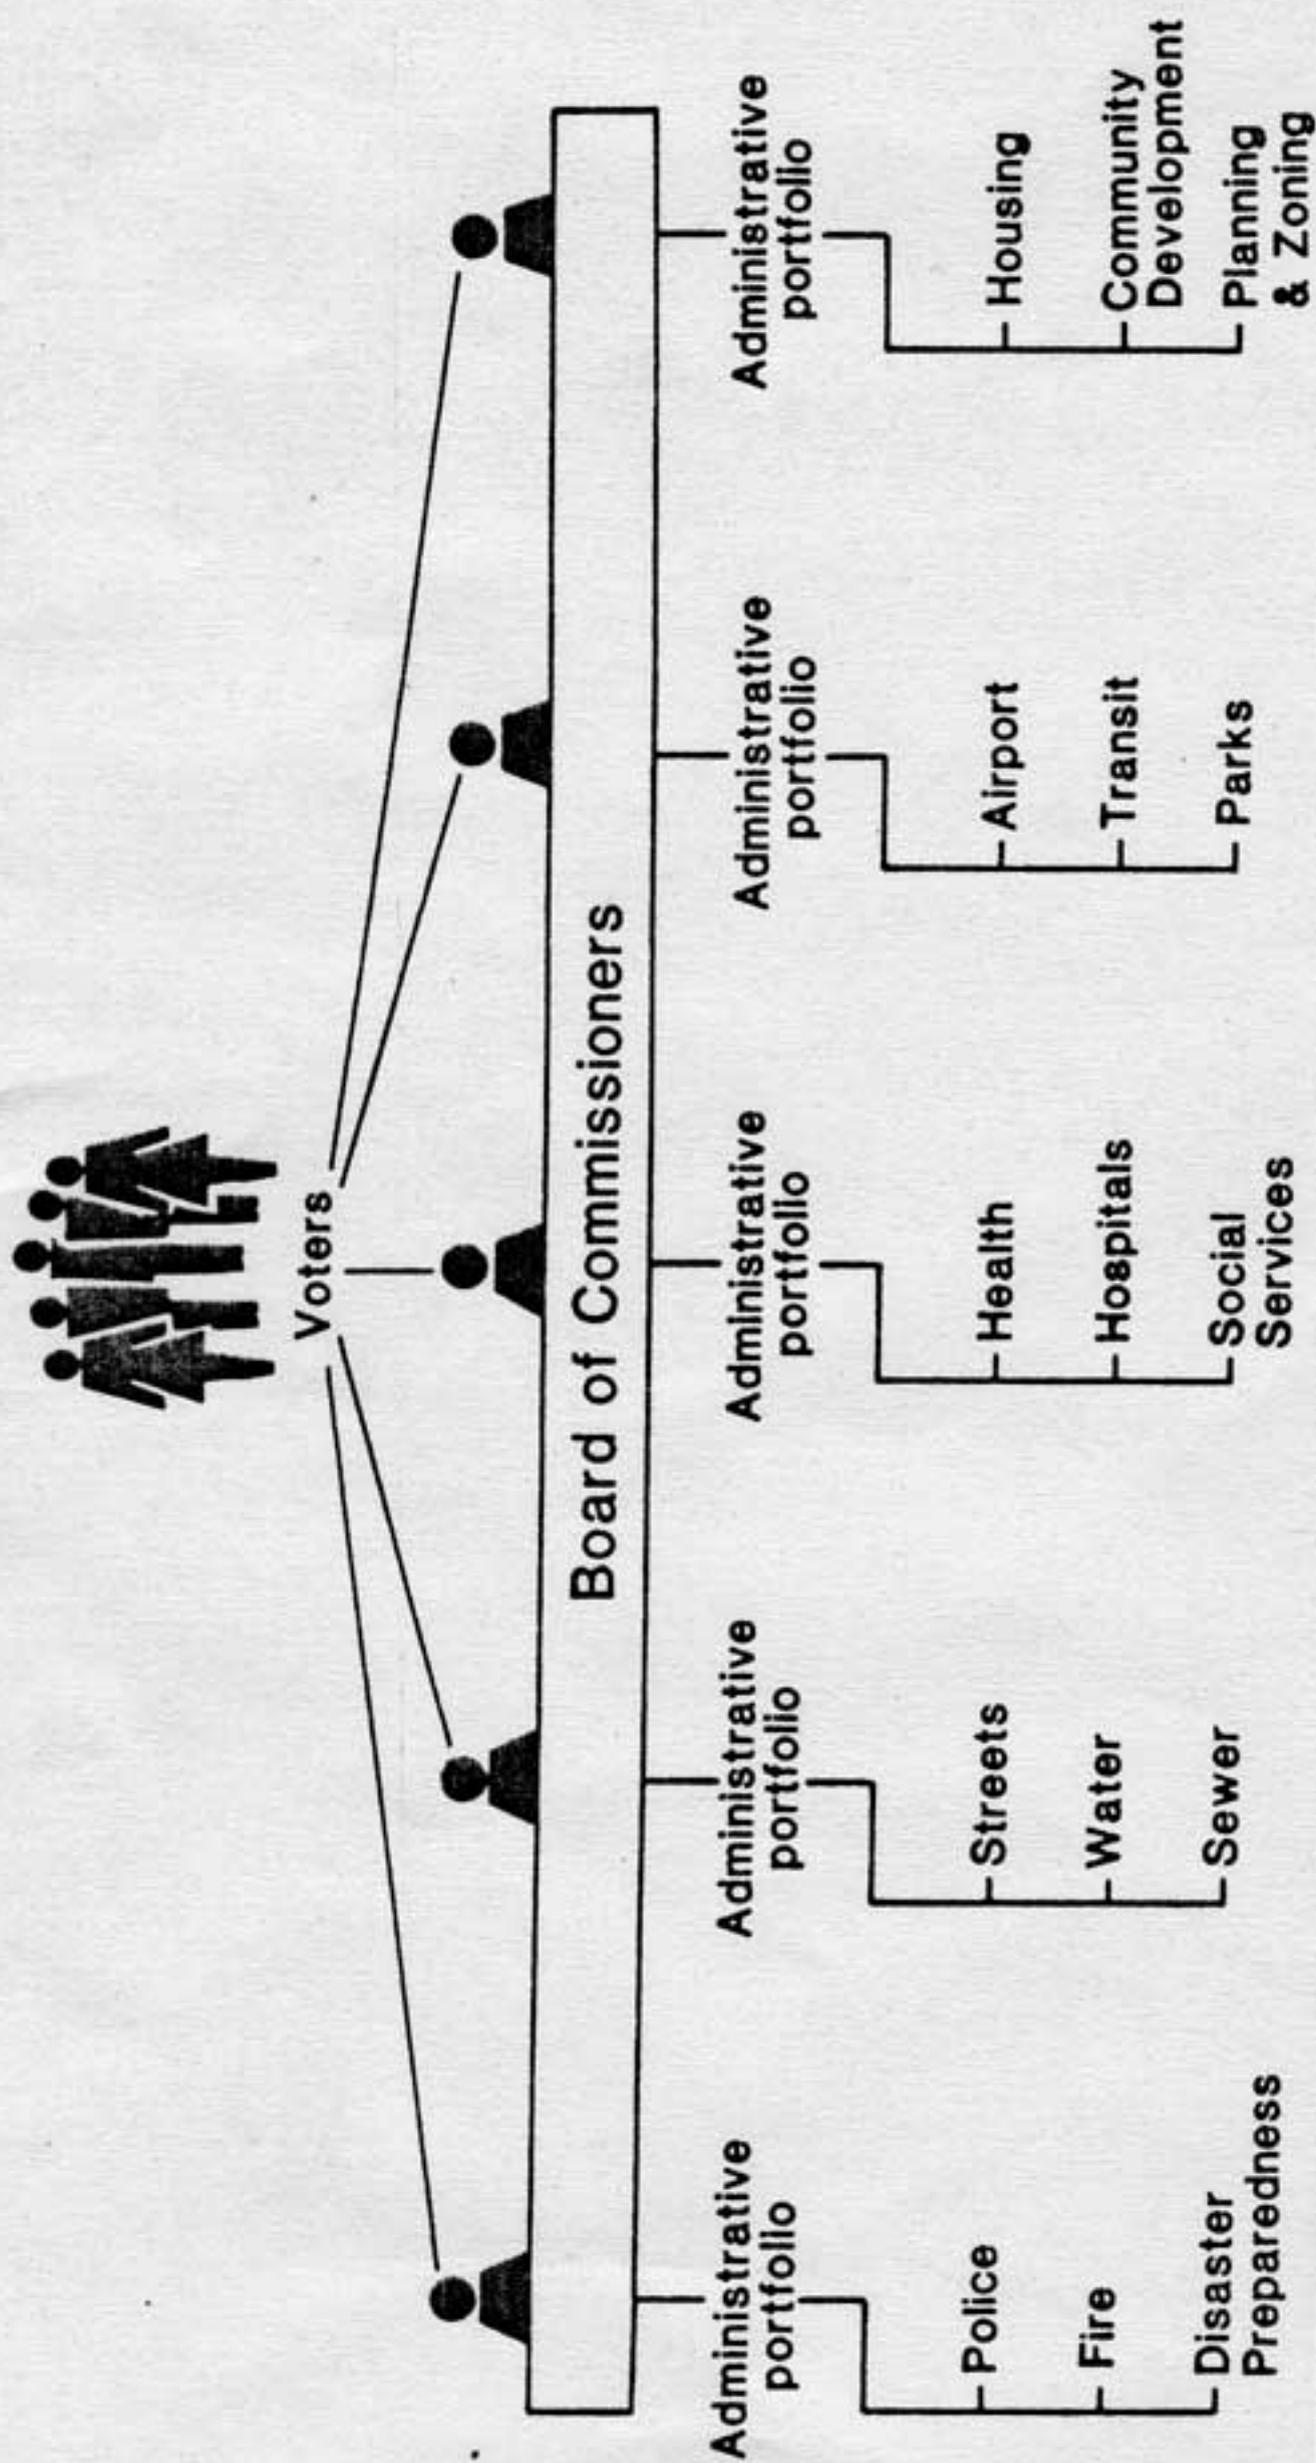 Voters
Board of Commissioners
Administrative
portfolio
Police
Fire
Disaster
Preparedness
Administrative
portfolio
Streets
Water
Sewer
Administrative
portfolio
Health
Hospitals
Social
Services
Administrative
portfolio
Airport
Transit
Parks
Administrative
portfolio
Housing
Community
Development
Planning
& Zoning